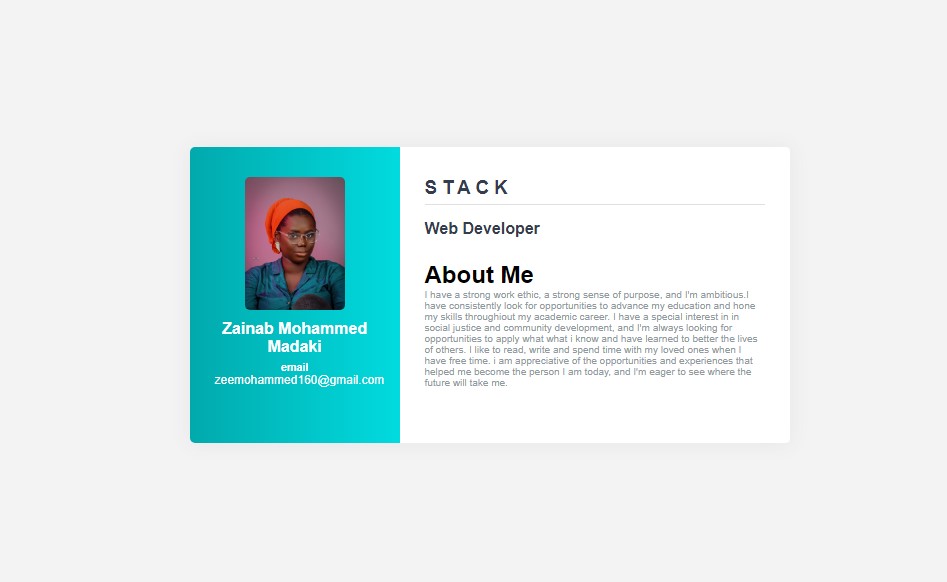 Zainab Mohammed
Madaki
email
zeemohammed160@gmail.com
STACK
Web Developer
About Me
I have a strong work ethic, a strong sense of purpose, and I'm ambitious.I
have consistently look for opportunities to advance my education and hone
my skills throughiout my academic career. I have a special interest in in
social justice and community development, and I'm always looking for
opportunities to apply what what i know and have learned to better the lives
of others. I like to read, write and spend time with my loved ones when I
have free time. i am appreciative of the opportunities and experiences that
helped me become the person I am today, and I'm eager to see where the
future will take me.